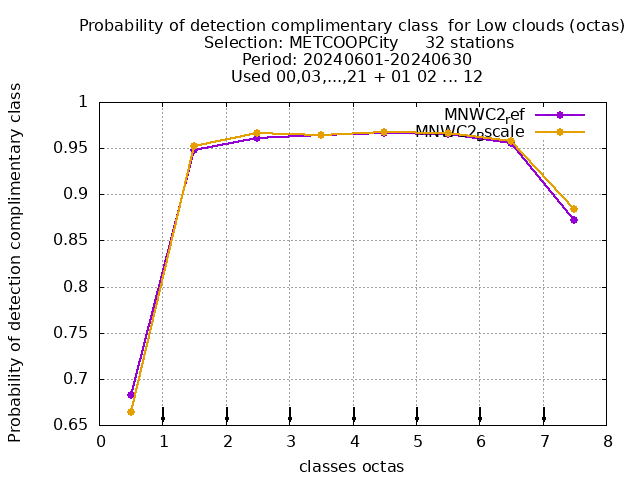 Probability of detection complimentary class  for Low clouds (octas)
Selection: METCOOPCity     32 stations
Period: 20240601-20240630
Used 00,03,...,21 + 01 02 ... 12
MNWC2ref
MNWC2pscale
Probability of detection complimentary class
1
0.95
0.9
0.85
0.8
0.75
0.7
0.65
0 1 2 3 4 5 6 7 8
classes octas